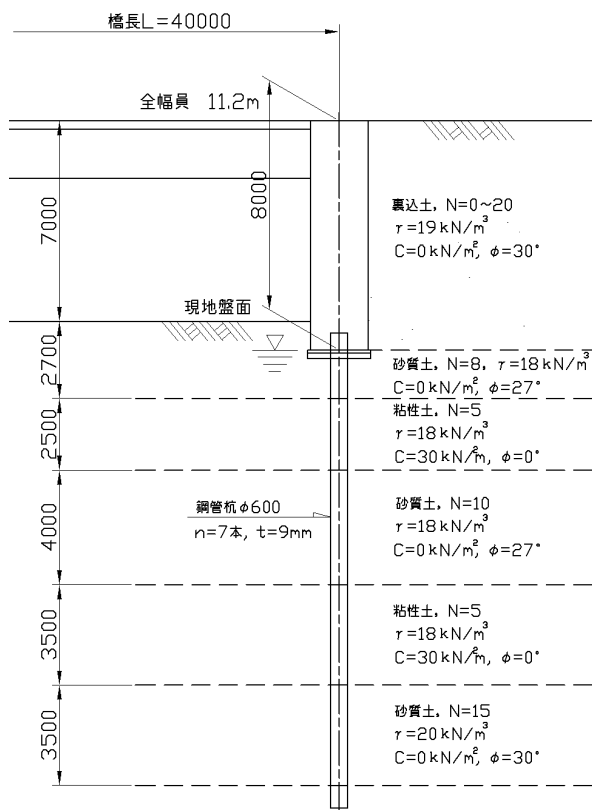 橋長L=40000
全幅員 11.2m
8000
7000
裏込土, N=0~20
γ=19kN/m³
C=0kN/m², φ=30°
現地盤面
2700
砂質土, N=8, γ=18kN/m³
C=0kN/m², φ=27°
2500
粘性土, N=5
γ=18kN/m³
C=30kN/m², φ=0°
4000
鋼管杭φ600
n=7本, t=9mm
砂質土, N=10
γ=18kN/m³
C=0kN/m², φ=27°
3500
粘性土, N=5
γ=18kN/m³
C=30kN/m², φ=0°
3500
砂質土, N=15
γ=20kN/m³
C=0kN/m², φ=30°